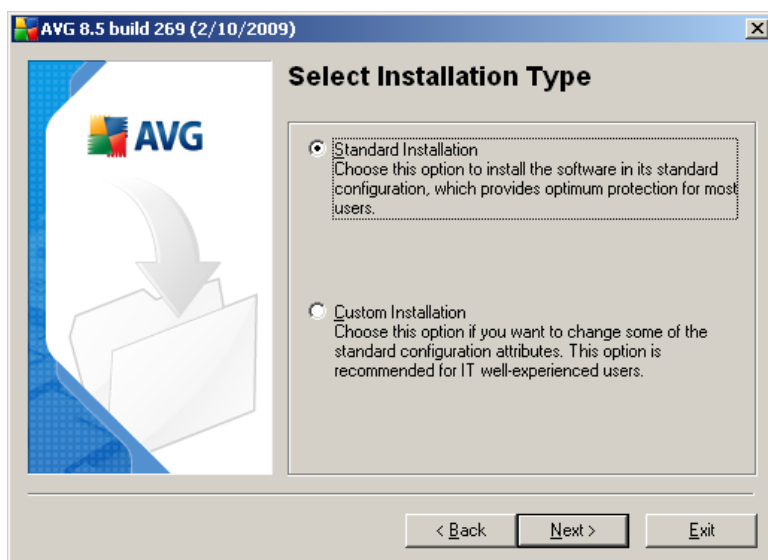 AVG 8.5 build 269 (2/10/2009)
AVG
Select Installation Type
Standard Installation
Choose this option to install the software in its standard
configuration, which provides optimum protection for most
users.
Custom Installation
Choose this option if you want to change some of the
standard configuration attributes. This option is
recommended for IT well-experienced users.
< Back
Next >
Exit